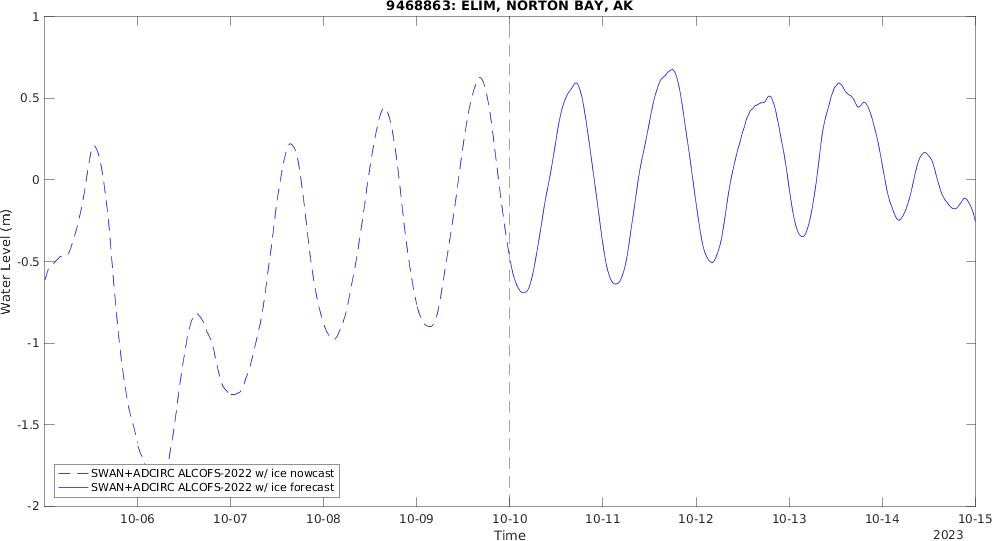 9468863: ELIM, NORTON BAY, AK
1
0.5
0
-0.5
-1
-1.5
-2
Water Level (m)
SWAN+ADCIRC ALCOFS-2022 w/ ice nowcast
SWAN+ADCIRC ALCOFS-2022 w/ ice forecast
10-06 10-07 10-08 10-09 10-10 10-11 10-12 10-13 10-14 10-15
Time
2023